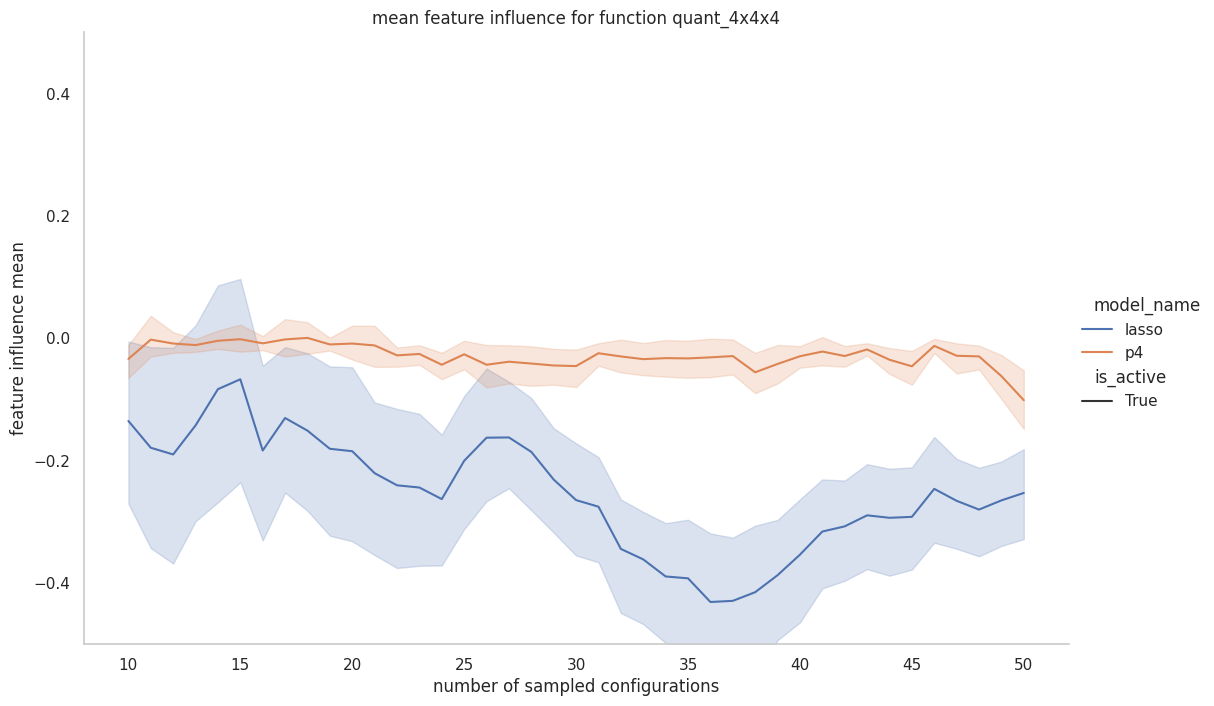 mean feature influence for function quant_4x4x4
feature influence mean
0.4
0.2
0.0
−0.2
−0.4
10
15
20
25
30
35
40
45
50
number of sampled configurations
model_name
lasso
p4
is_active
True